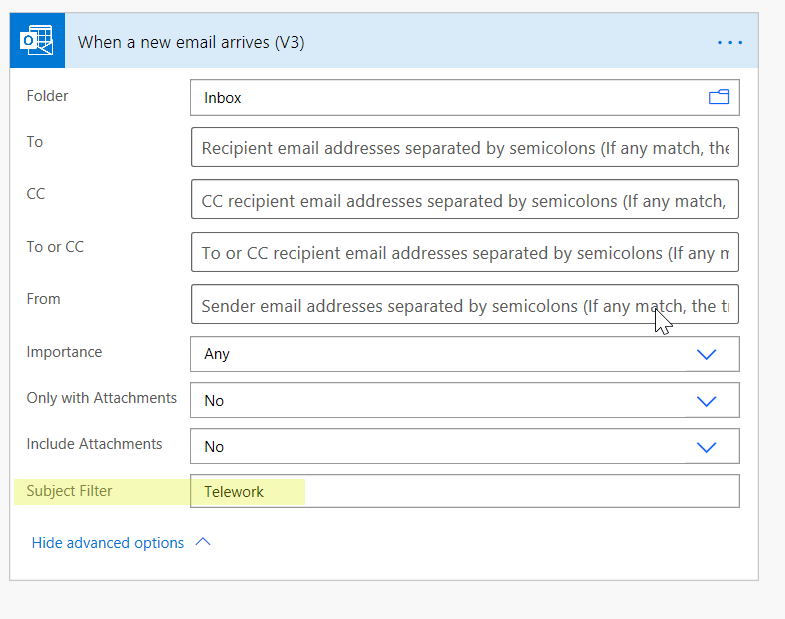 When a new email arrives (V3)
Folder
Inbox
To
Recipient email addresses separated by semicolons (If any match, the
CC
CC recipient email addresses separated by semicolons (If any match,
To or CC
To or CC recipient email addresses separated by semicolons (If any m
From
Sender email addresses separated by semicolons (If any match, the t
Importance
Any
Only with Attachments
No
Include Attachments
No
Subject Filter
Telework
Hide advanced options